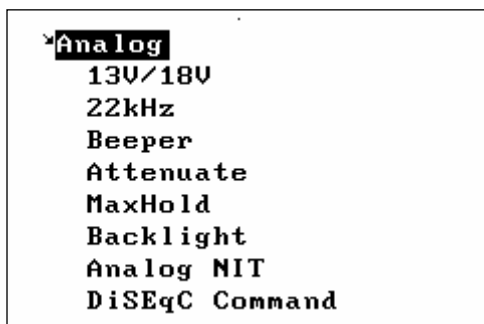 Analog
13V/18V
22kHz
Beeper
Attenuate
MaxHold
Backlight
Analog NIT
DiSEqC Command